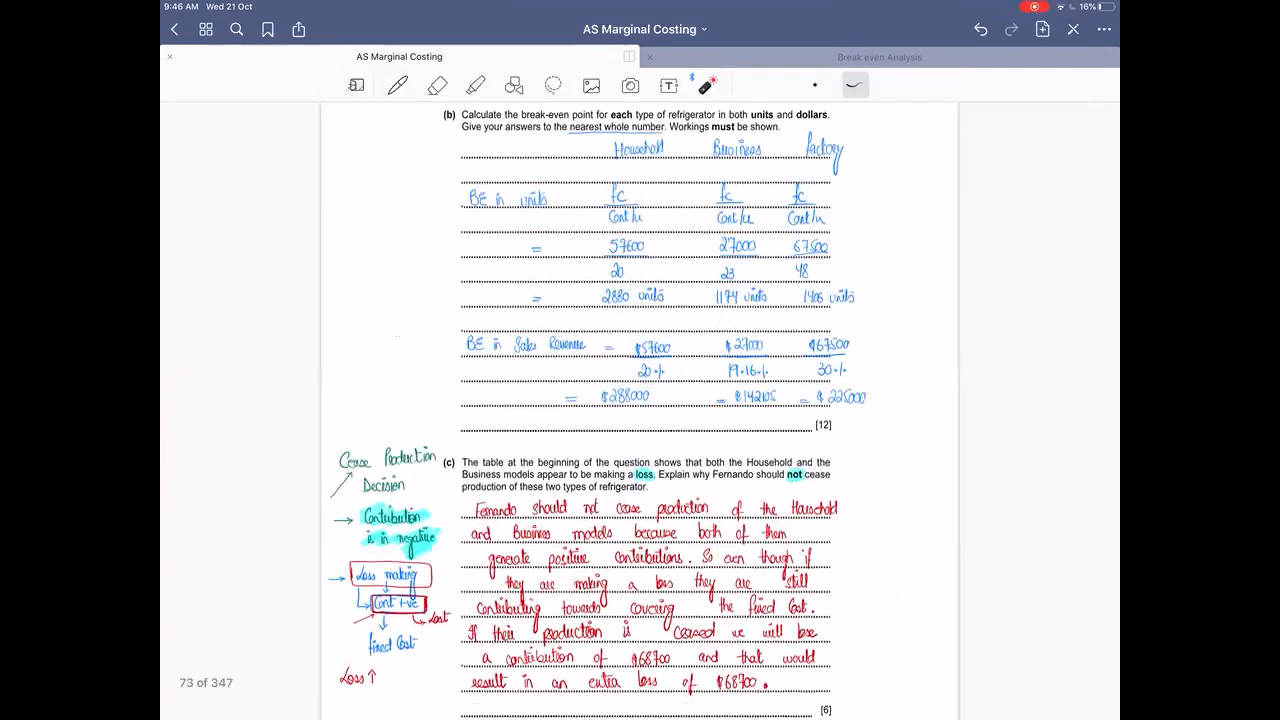 9:46 AM Wed 21 Oct
16%
AS Marginal Costing
AS Marginal Costing
Break even Analysis
(b) Calculate the break-even point for each type of refrigerator in both units and dollars.
Give your answers to the nearest whole number. Workings must be shown.
Household Business Factory
BE in units fc fc fc
Cont/u Cont/u Cont/u
= 57600 27000 67500
20 23 48
= 2880 units 1174 units 1406 units
BE in Sales Revenue = $57600 $27000 $67500
20% 19.16% 30%
= $288000 = $142105 = $225000
[12]
Cease Production
Decision
→ Contribution
is in negative
→ Loss making
Cont +ve
→ Lost
fixed Cost
Loss ↑
(c) The table at the beginning of the question shows that both the Household and the
Business models appear to be making a loss. Explain why Fernando should not cease
production of these two types of refrigerator.
Fernando should not cease production of the Household
and Business models because both of them
generate positive contributions. So even though if
they are making a loss they are still
contributing towards covering the fixed Cost.
If their production is ceased we will lose
a contribution of $68700 and that would
result in an extra loss of $68700.
[6]
73 of 347